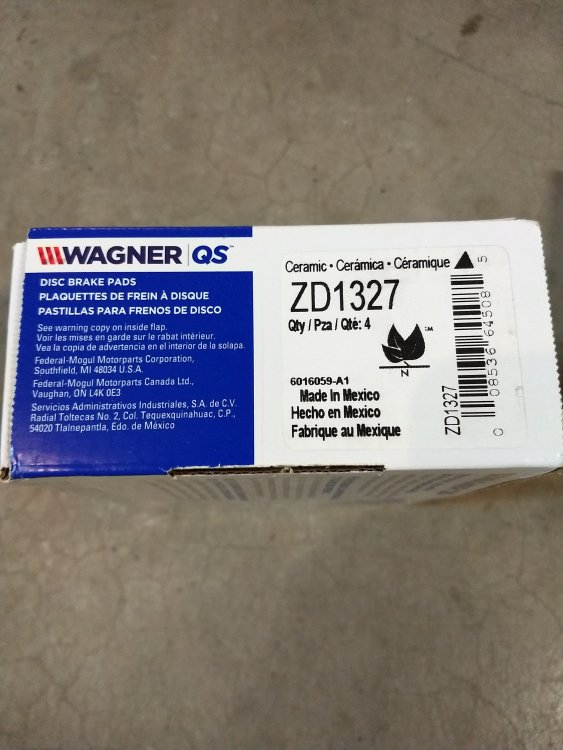 WAGNER QS™
DISC BRAKE PADS
PLAQUETTES DE FREIN À DISQUE
PASTILLAS PARA FRENOS DE DISCO
See warning copy on inside flap.
Voir les mises en garde sur le rabat intérieur.
Vea la copia de advertencia en el interior de la solapa.
Federal-Mogul Motorparts Corporation,
Southfield, MI 48034 U.S.A.
Federal-Mogul Motorparts Canada Ltd.,
Vaughan, ON L4K 0E3
Servicios Administrativos Industriales, S.A. de C.V.
Radial Toltecas No. 2, Col. Tequexquinahuac, C.P.,
54020 Tlalnepantla, Edo. de México
Ceramic • Cerámica • Céramique
ZD1327
Qty / Pza / Qté: 4
SM
N
6016059-A1
Made In Mexico
Hecho en Mexico
Fabrique au Mexique
ZD1327
0 08536 64508 5